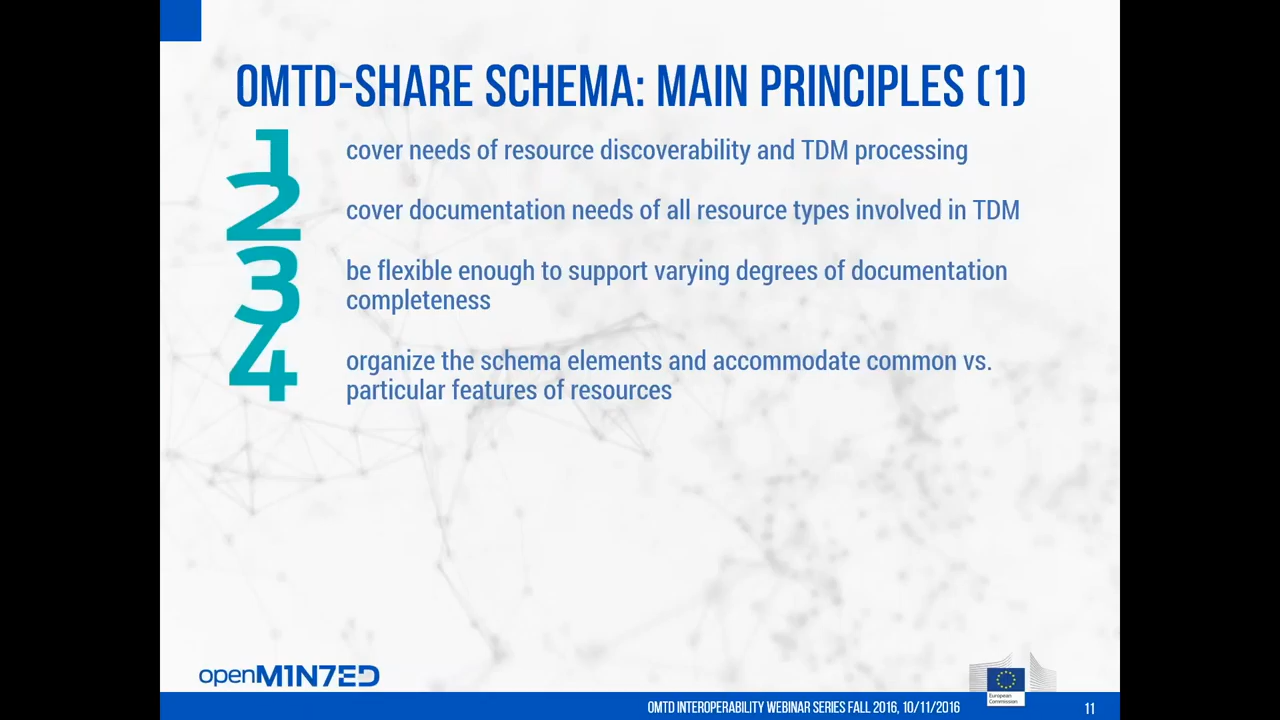 OMTD-SHARE SCHEMA: MAIN PRINCIPLES (1)
1
cover needs of resource discoverability and TDM processing
2
cover documentation needs of all resource types involved in TDM
3
be flexible enough to support varying degrees of documentation
completeness
4
organize the schema elements and accommodate common vs.
particular features of resources
openM1N7ED
European
Commission
OMTD INTEROPERABILITY WEBINAR SERIES FALL 2016, 10/11/2016
11